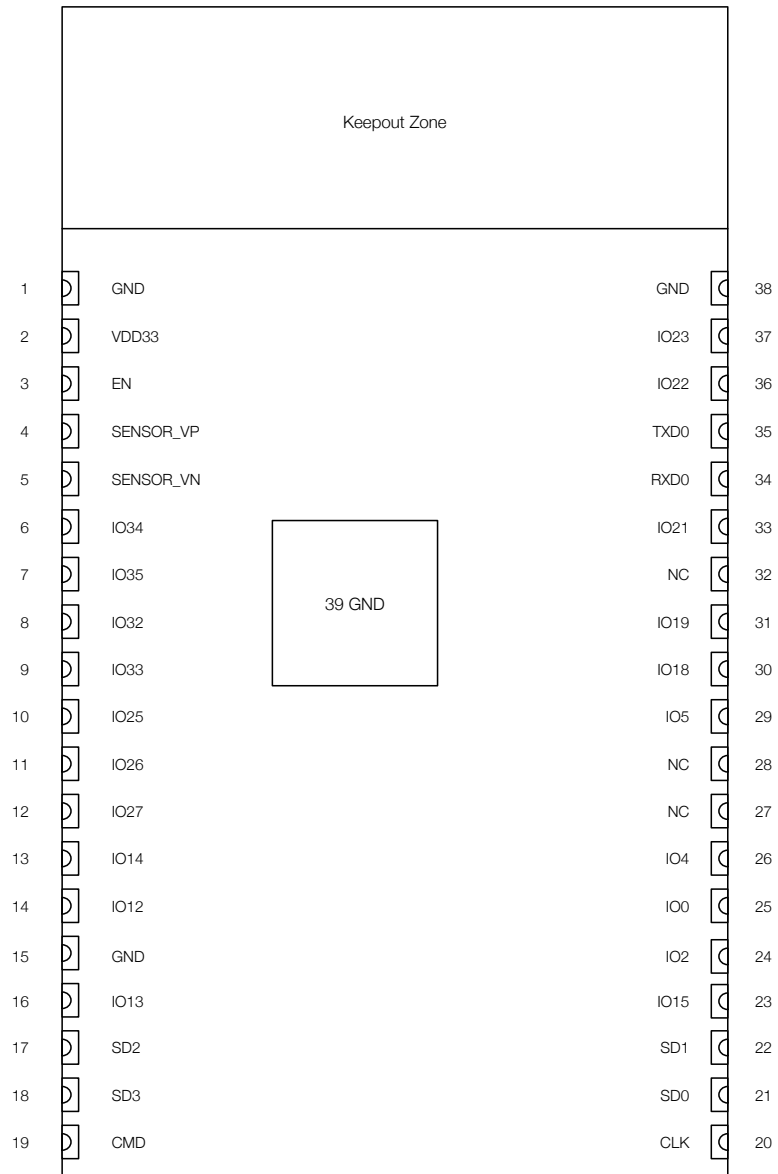 Keepout Zone
1 GND GND 38
2 VDD33 IO23 37
3 EN IO22 36
4 SENSOR_VP TXD0 35
5 SENSOR_VN RXD0 34
6 IO34 IO21 33
7 IO35 NC 32
39 GND
8 IO32 IO19 31
9 IO33 IO18 30
10 IO25 IO5 29
11 IO26 NC 28
12 IO27 NC 27
13 IO14 IO4 26
14 IO12 IO0 25
15 GND IO2 24
16 IO13 IO15 23
17 SD2 SD1 22
18 SD3 SD0 21
19 CMD CLK 20